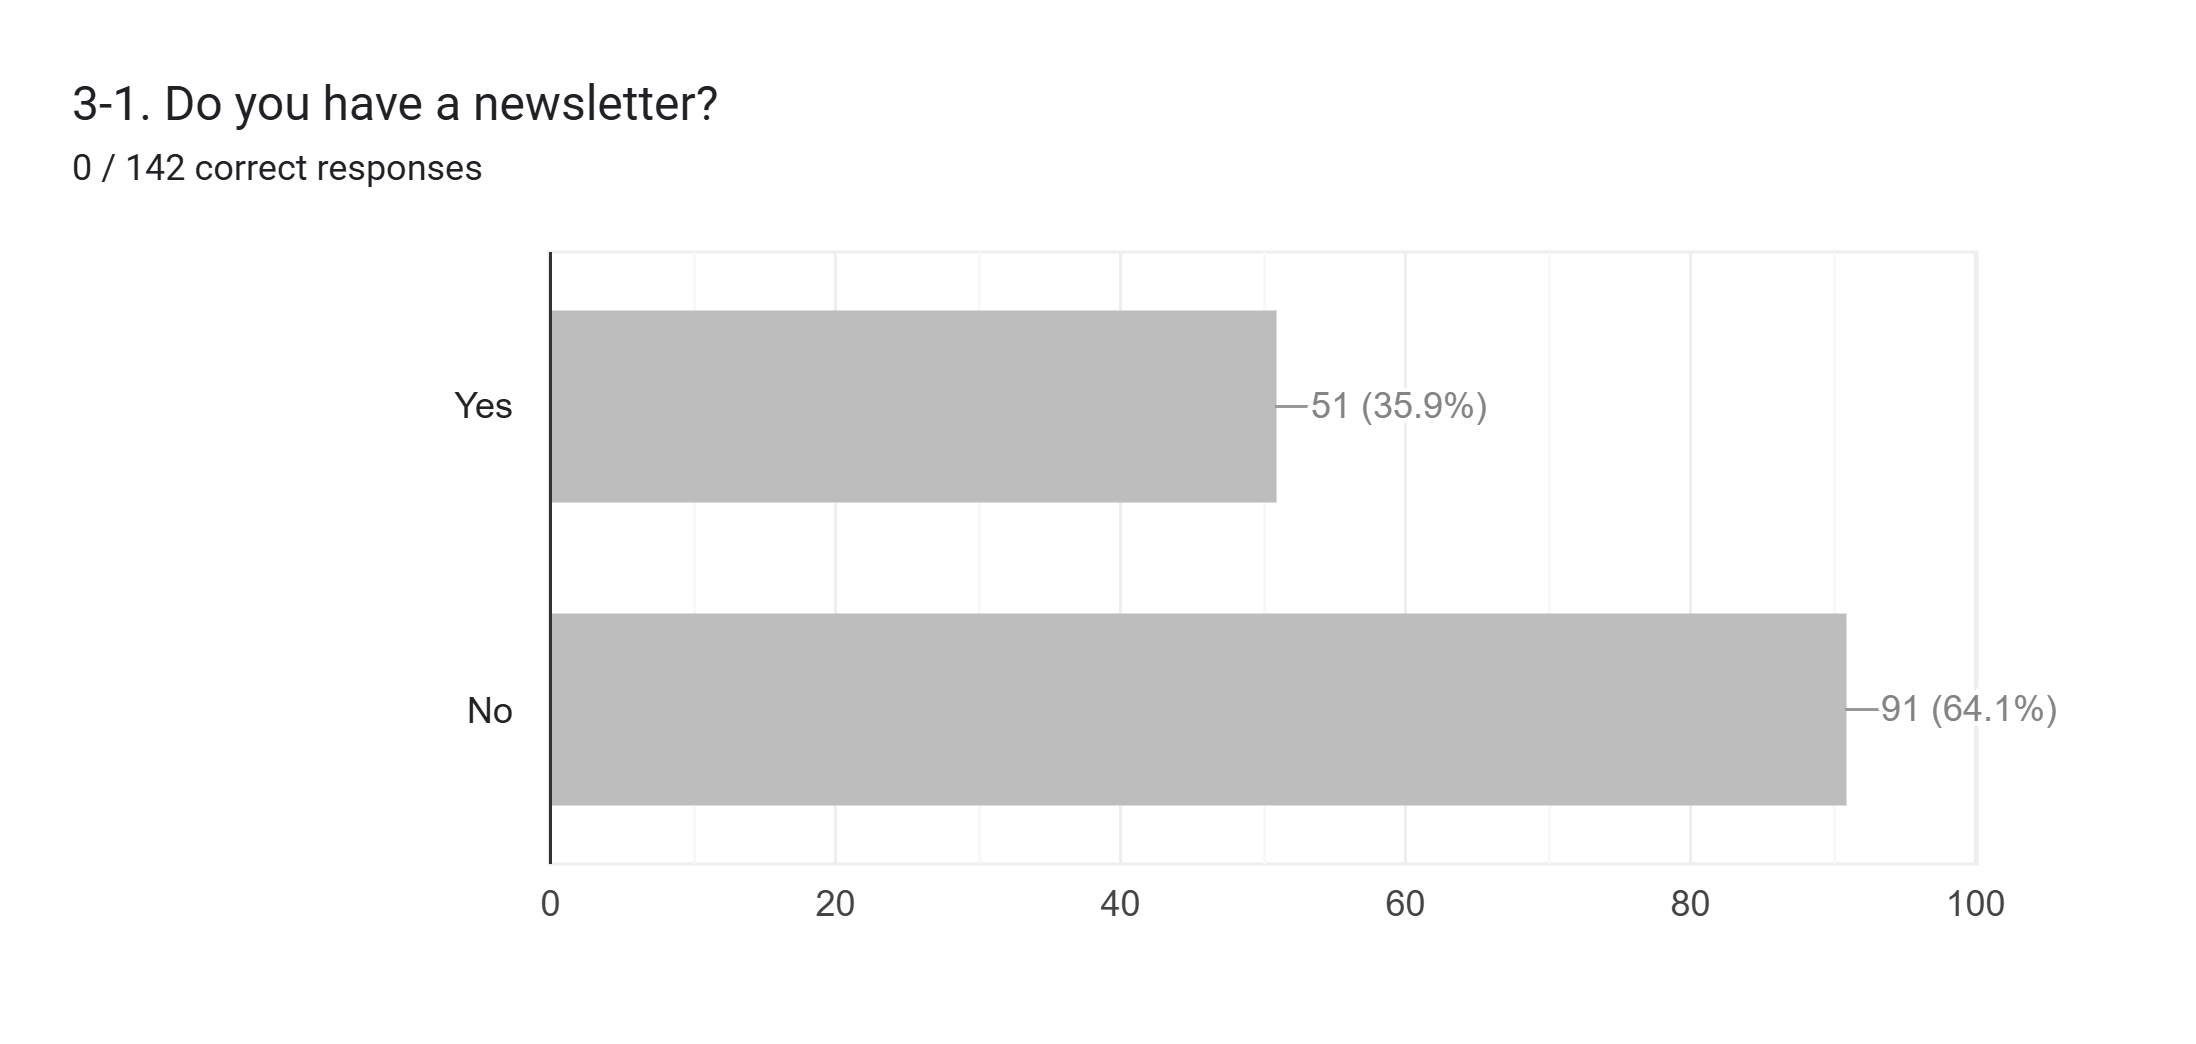 3-1. Do you have a newsletter?
0 / 142 correct responses
Yes
51 (35.9%)
No
91 (64.1%)
0 20 40 60 80 100